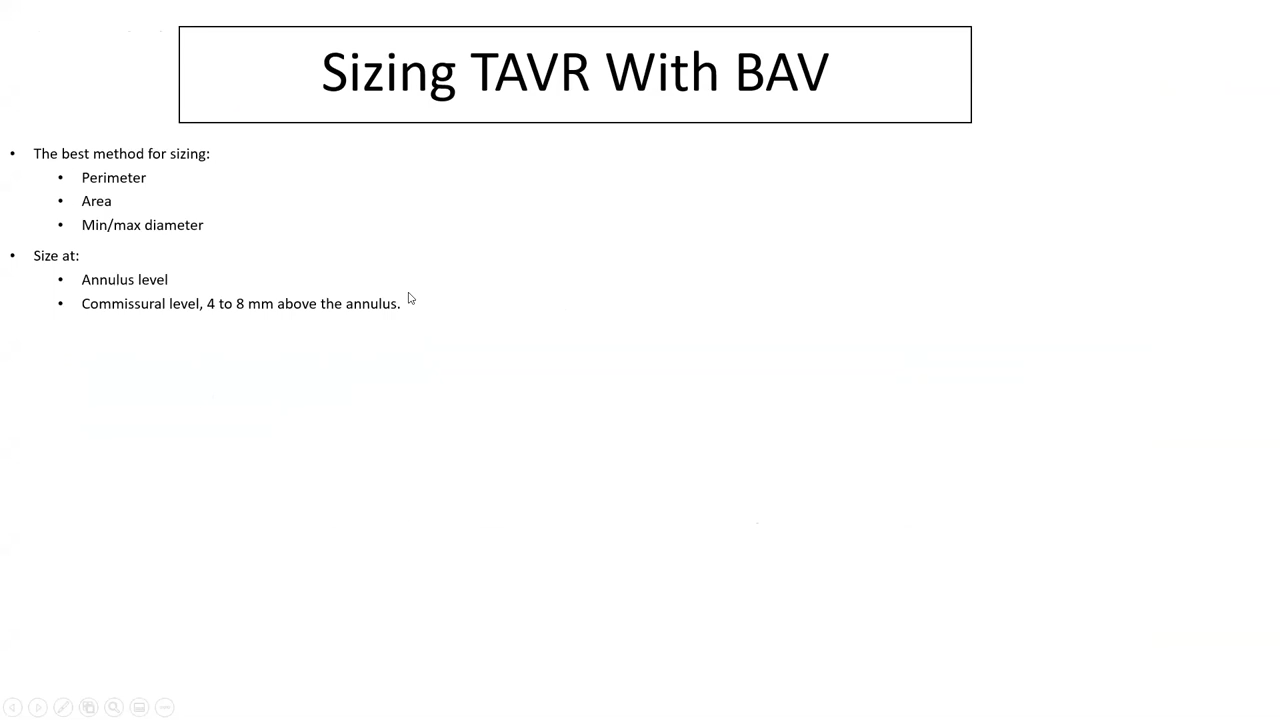 Sizing TAVR With BAV
• The best method for sizing:
• Perimeter
• Area
• Min/max diameter
• Size at:
• Annulus level
• Commissural level, 4 to 8 mm above the annulus.